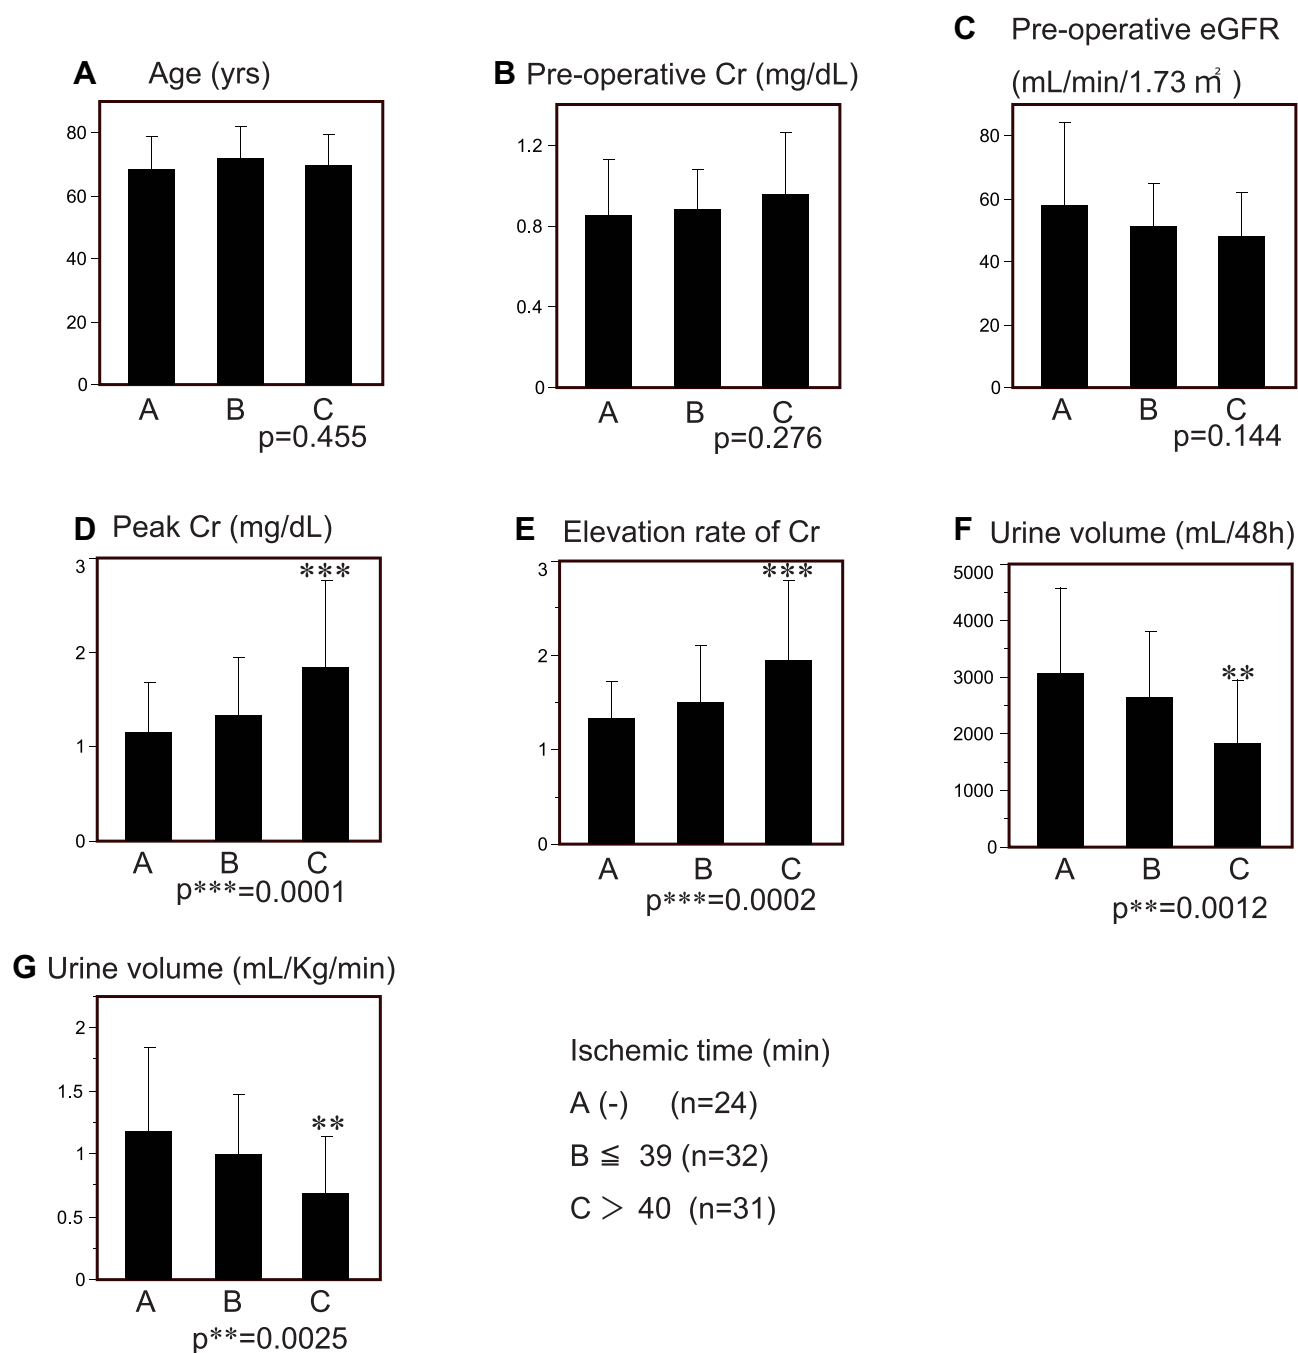 A Age (yrs)
80
60
40
20
0
A B C
p=0.455
B Pre-operative Cr (mg/dL)
1.2
0.8
0.4
0
A B C
p=0.276
C Pre-operative eGFR
(mL/min/1.73 ㎡ )
80
60
40
20
0
A B C
p=0.144
D Peak Cr (mg/dL)
3
2
1
0
***
A B C
p***=0.0001
E Elevation rate of Cr
3
2
1
0
***
A B C
p***=0.0002
F Urine volume (mL/48h)
5000
4000
3000
2000
1000
0
**
A B C
p**=0.0012
G Urine volume (mL/Kg/min)
2
1.5
1
0.5
0
**
A B C
p**=0.0025
Ischemic time (min)
A (-) (n=24)
B ≦ 39 (n=32)
C > 40 (n=31)